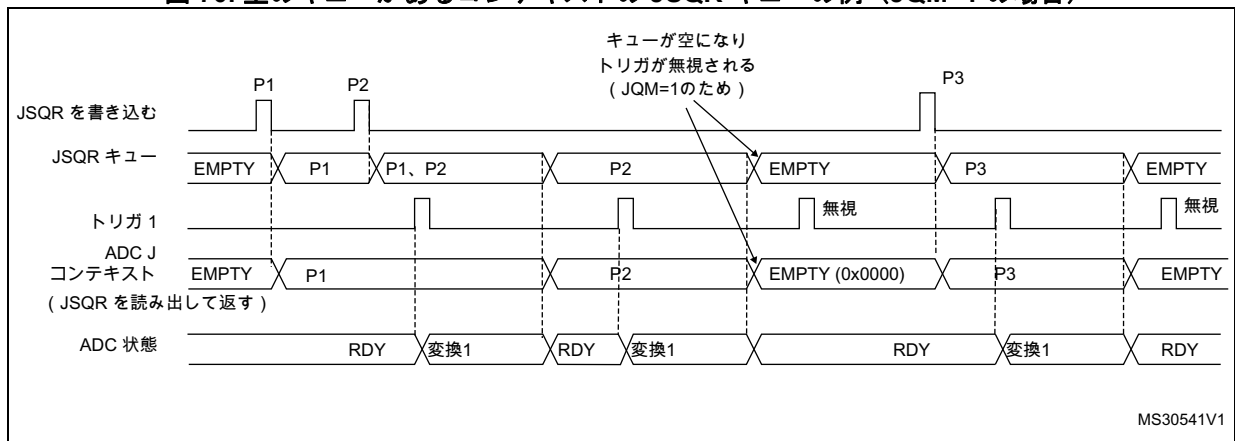 キューが空になり
トリガが無視される
( JQM=1のため )
P1
P2
P3
JSQR を書き込む
JSQR キュー
EMPTY
P1
P1、P2
P2
EMPTY
P3
EMPTY
トリガ 1
無視
無視
ADC J
コンテキスト
( JSQR を読み出して返す )
EMPTY
P1
P2
EMPTY (0x0000)
P3
EMPTY
ADC 状態
RDY
変換1
RDY
変換1
RDY
変換1
RDY
MS30541V1